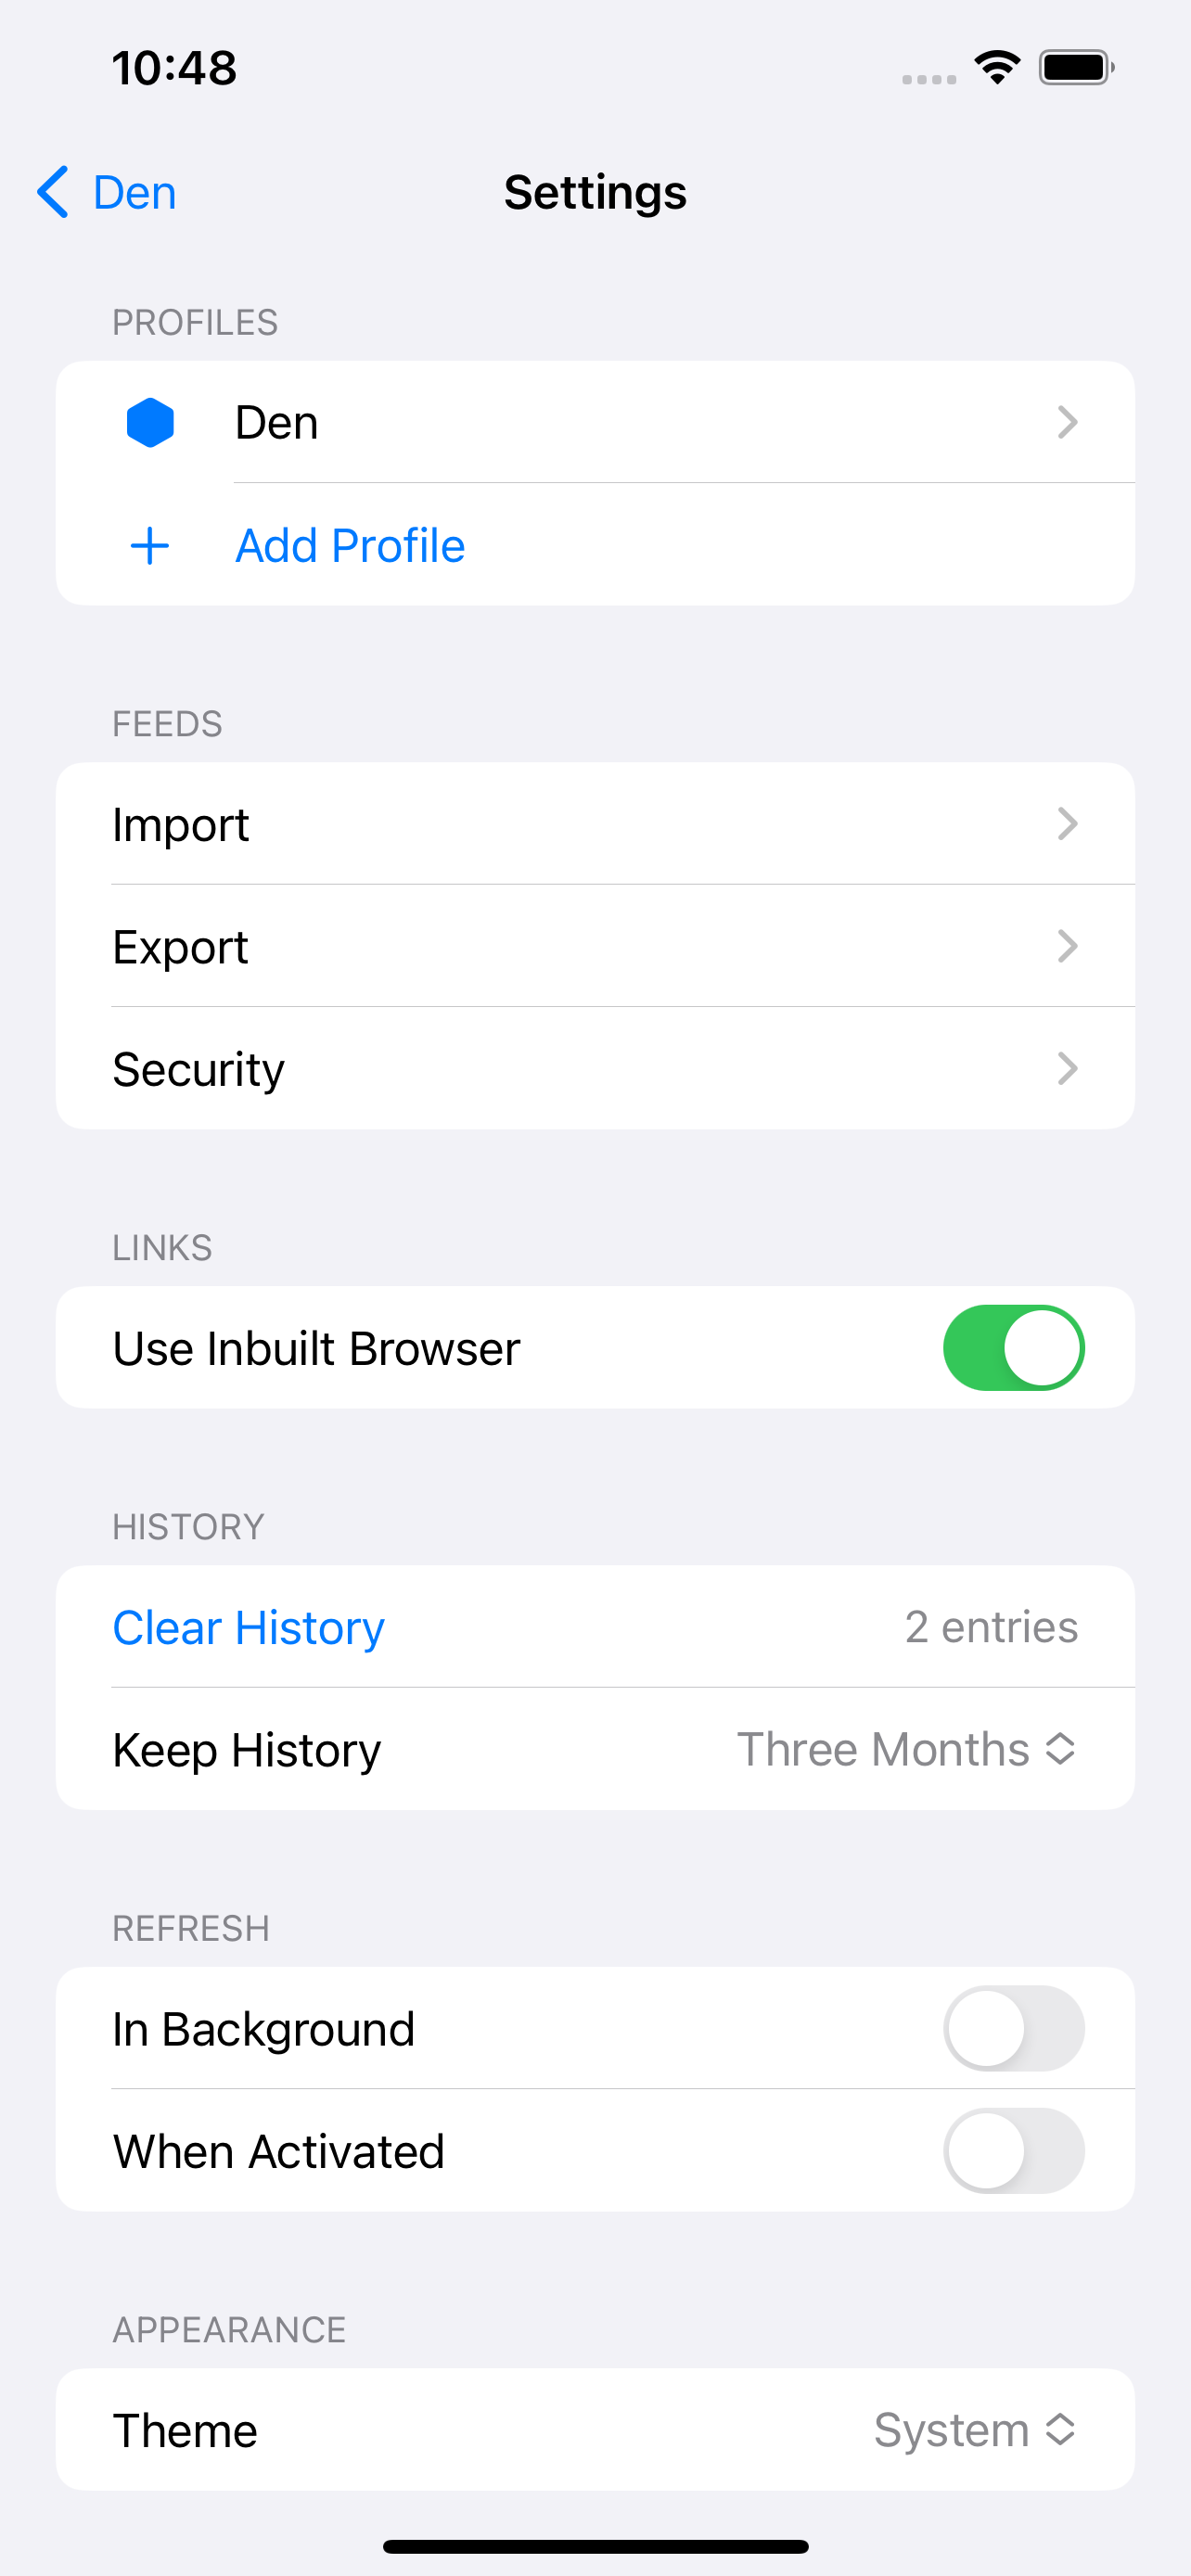 10:48
Den
Settings
PROFILES
Den
Add Profile
FEEDS
Import
Export
Security
LINKS
Use Inbuilt Browser
HISTORY
Clear History 2 entries
Keep History Three Months
REFRESH
In Background
When Activated
APPEARANCE
Theme System